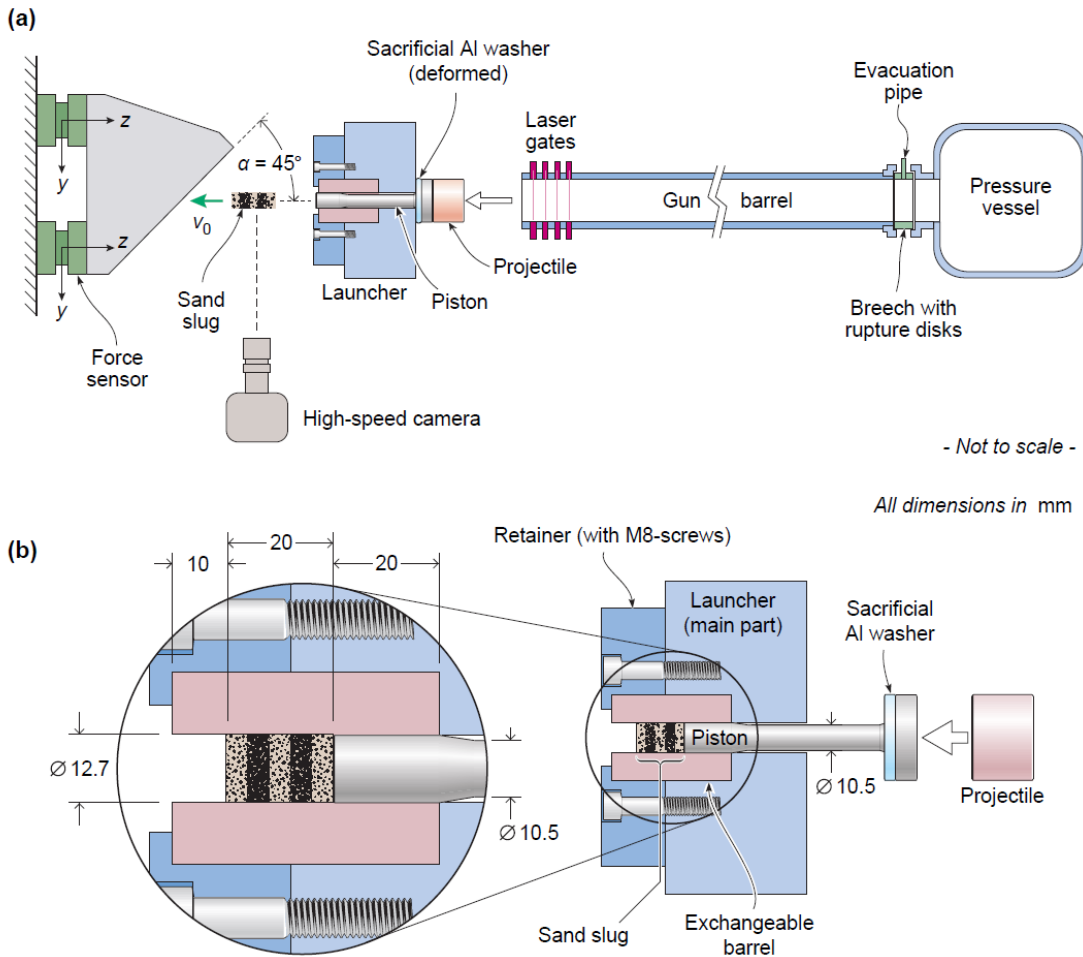 (a)
Sacrificial Al washer
(deformed)
Evacuation
pipe
Laser
gates
z
α = 45°
y
v₀
Gun barrel
Pressure
vessel
z
Projectile
y
Sand
slug
Launcher
Piston
Breech with
rupture disks
Force
sensor
High-speed camera
- Not to scale -
All dimensions in mm
(b)
20
10
20
Retainer (with M8-screws)
Launcher
(main part)
Sacrificial
Al washer
Piston
Ø 12.7
Ø 10.5
Ø 10.5
Projectile
Sand slug
Exchangeable
barrel